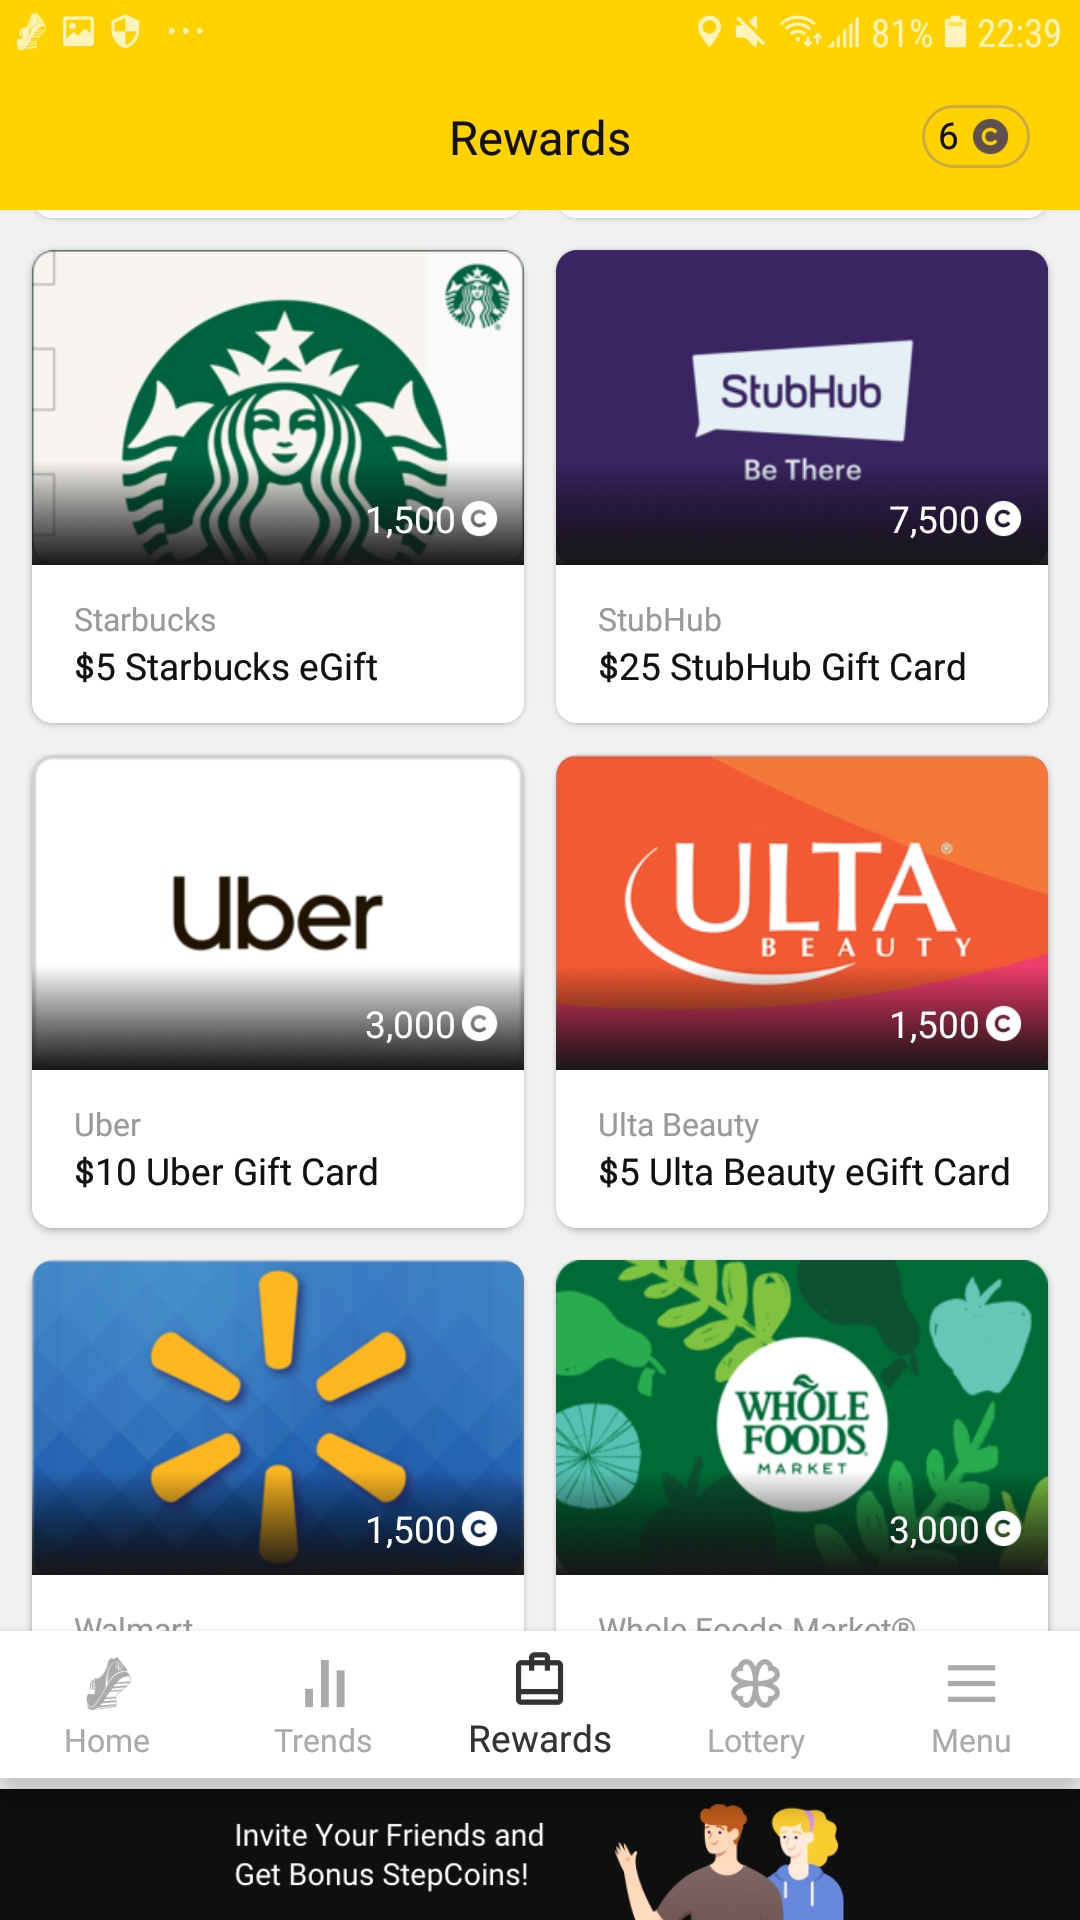 81% 22:39
Rewards
6 C
1,500 C
Starbucks
$5 Starbucks eGift
StubHub
Be There
7,500 C
StubHub
$25 StubHub Gift Card
Uber
3,000 C
Uber
$10 Uber Gift Card
ULTA®
BEAUTY
1,500 C
Ulta Beauty
$5 Ulta Beauty eGift Card
1,500 C
Walmart
WHOLE
FOODS
MARKET
3,000 C
Whole Foods Market®
Home
Trends
Rewards
Lottery
Menu
Invite Your Friends and
Get Bonus StepCoins!